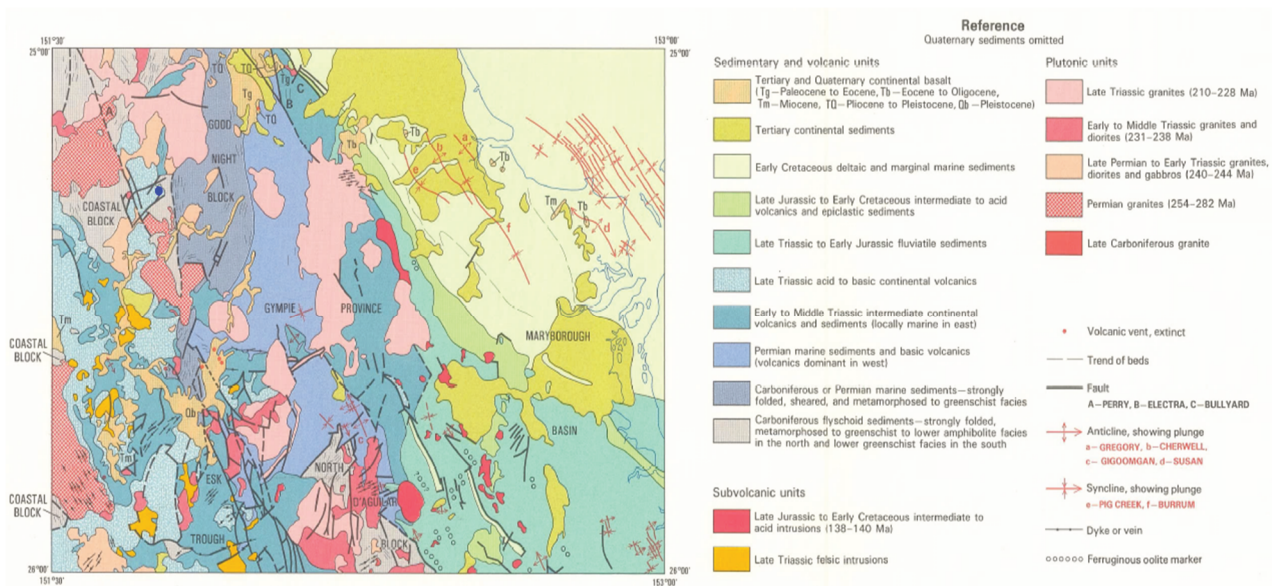 151°30'
153°00'
25°00'
25°00'
TQ
TQ
Tg
C
B
Tg
TQ
A
GOOD
NIGHT
BLOCK
COASTAL
BLOCK
Tb
Tb
a
b
e
Tb
Tm
Tb
d
f
GYMPIE
PROVINCE
MARYBOROUGH
BASIN
Tm
COASTAL
BLOCK
Qb
Tm
c
NORTH
D'AGUILAR
BLOCK
ESK
TROUGH
COASTAL
BLOCK
26°00'
26°00'
151°30'
153°00'
Reference
Quaternary sediments omitted
Sedimentary and volcanic units
Tertiary and Quaternary continental basalt
(Tg—Paleocene to Eocene, Tb—Eocene to Oligocene,
Tm—Miocene, TQ—Pliocene to Pleistocene, Qb—Pleistocene)
Tertiary continental sediments
Early Cretaceous deltaic and marginal marine sediments
Late Jurassic to Early Cretaceous intermediate to acid
volcanics and epiclastic sediments
Late Triassic to Early Jurassic fluviatile sediments
Late Triassic acid to basic continental volcanics
Early to Middle Triassic intermediate continental
volcanics and sediments (locally marine in east)
Permian marine sediments and basic volcanics
(volcanics dominant in west)
Carboniferous or Permian marine sediments—strongly
folded, sheared, and metamorphosed to greenschist facies
Carboniferous flyschoid sediments—strongly folded,
metamorphosed to greenschist to lower amphibolite facies
in the north and lower greenschist facies in the south
Subvolcanic units
Late Jurassic to Early Cretaceous intermediate to
acid intrusions (138-140 Ma)
Late Triassic felsic intrusions
Plutonic units
Late Triassic granites (210-228 Ma)
Early to Middle Triassic granites and
diorites (231-238 Ma)
Late Permian to Early Triassic granites,
diorites and gabbros (240-244 Ma)
Permian granites (254-282 Ma)
Late Carboniferous granite
Volcanic vent, extinct
Trend of beds
Fault
A—PERRY, B—ELECTRA, C—BULLYARD
Anticline, showing plunge
a— GREGORY, b—CHERWELL,
c— GIGOOMGAN, d—SUSAN
Syncline, showing plunge
e—PIG CREEK, f—BURRUM
Dyke or vein
Ferruginous oolite marker